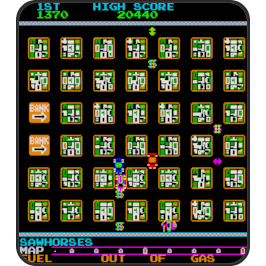 1ST HIGH SCORE
1370 20440
$
BANK
$
BANK
$
$
SAWHORSES
MAP
FUEL OUT OF GAS